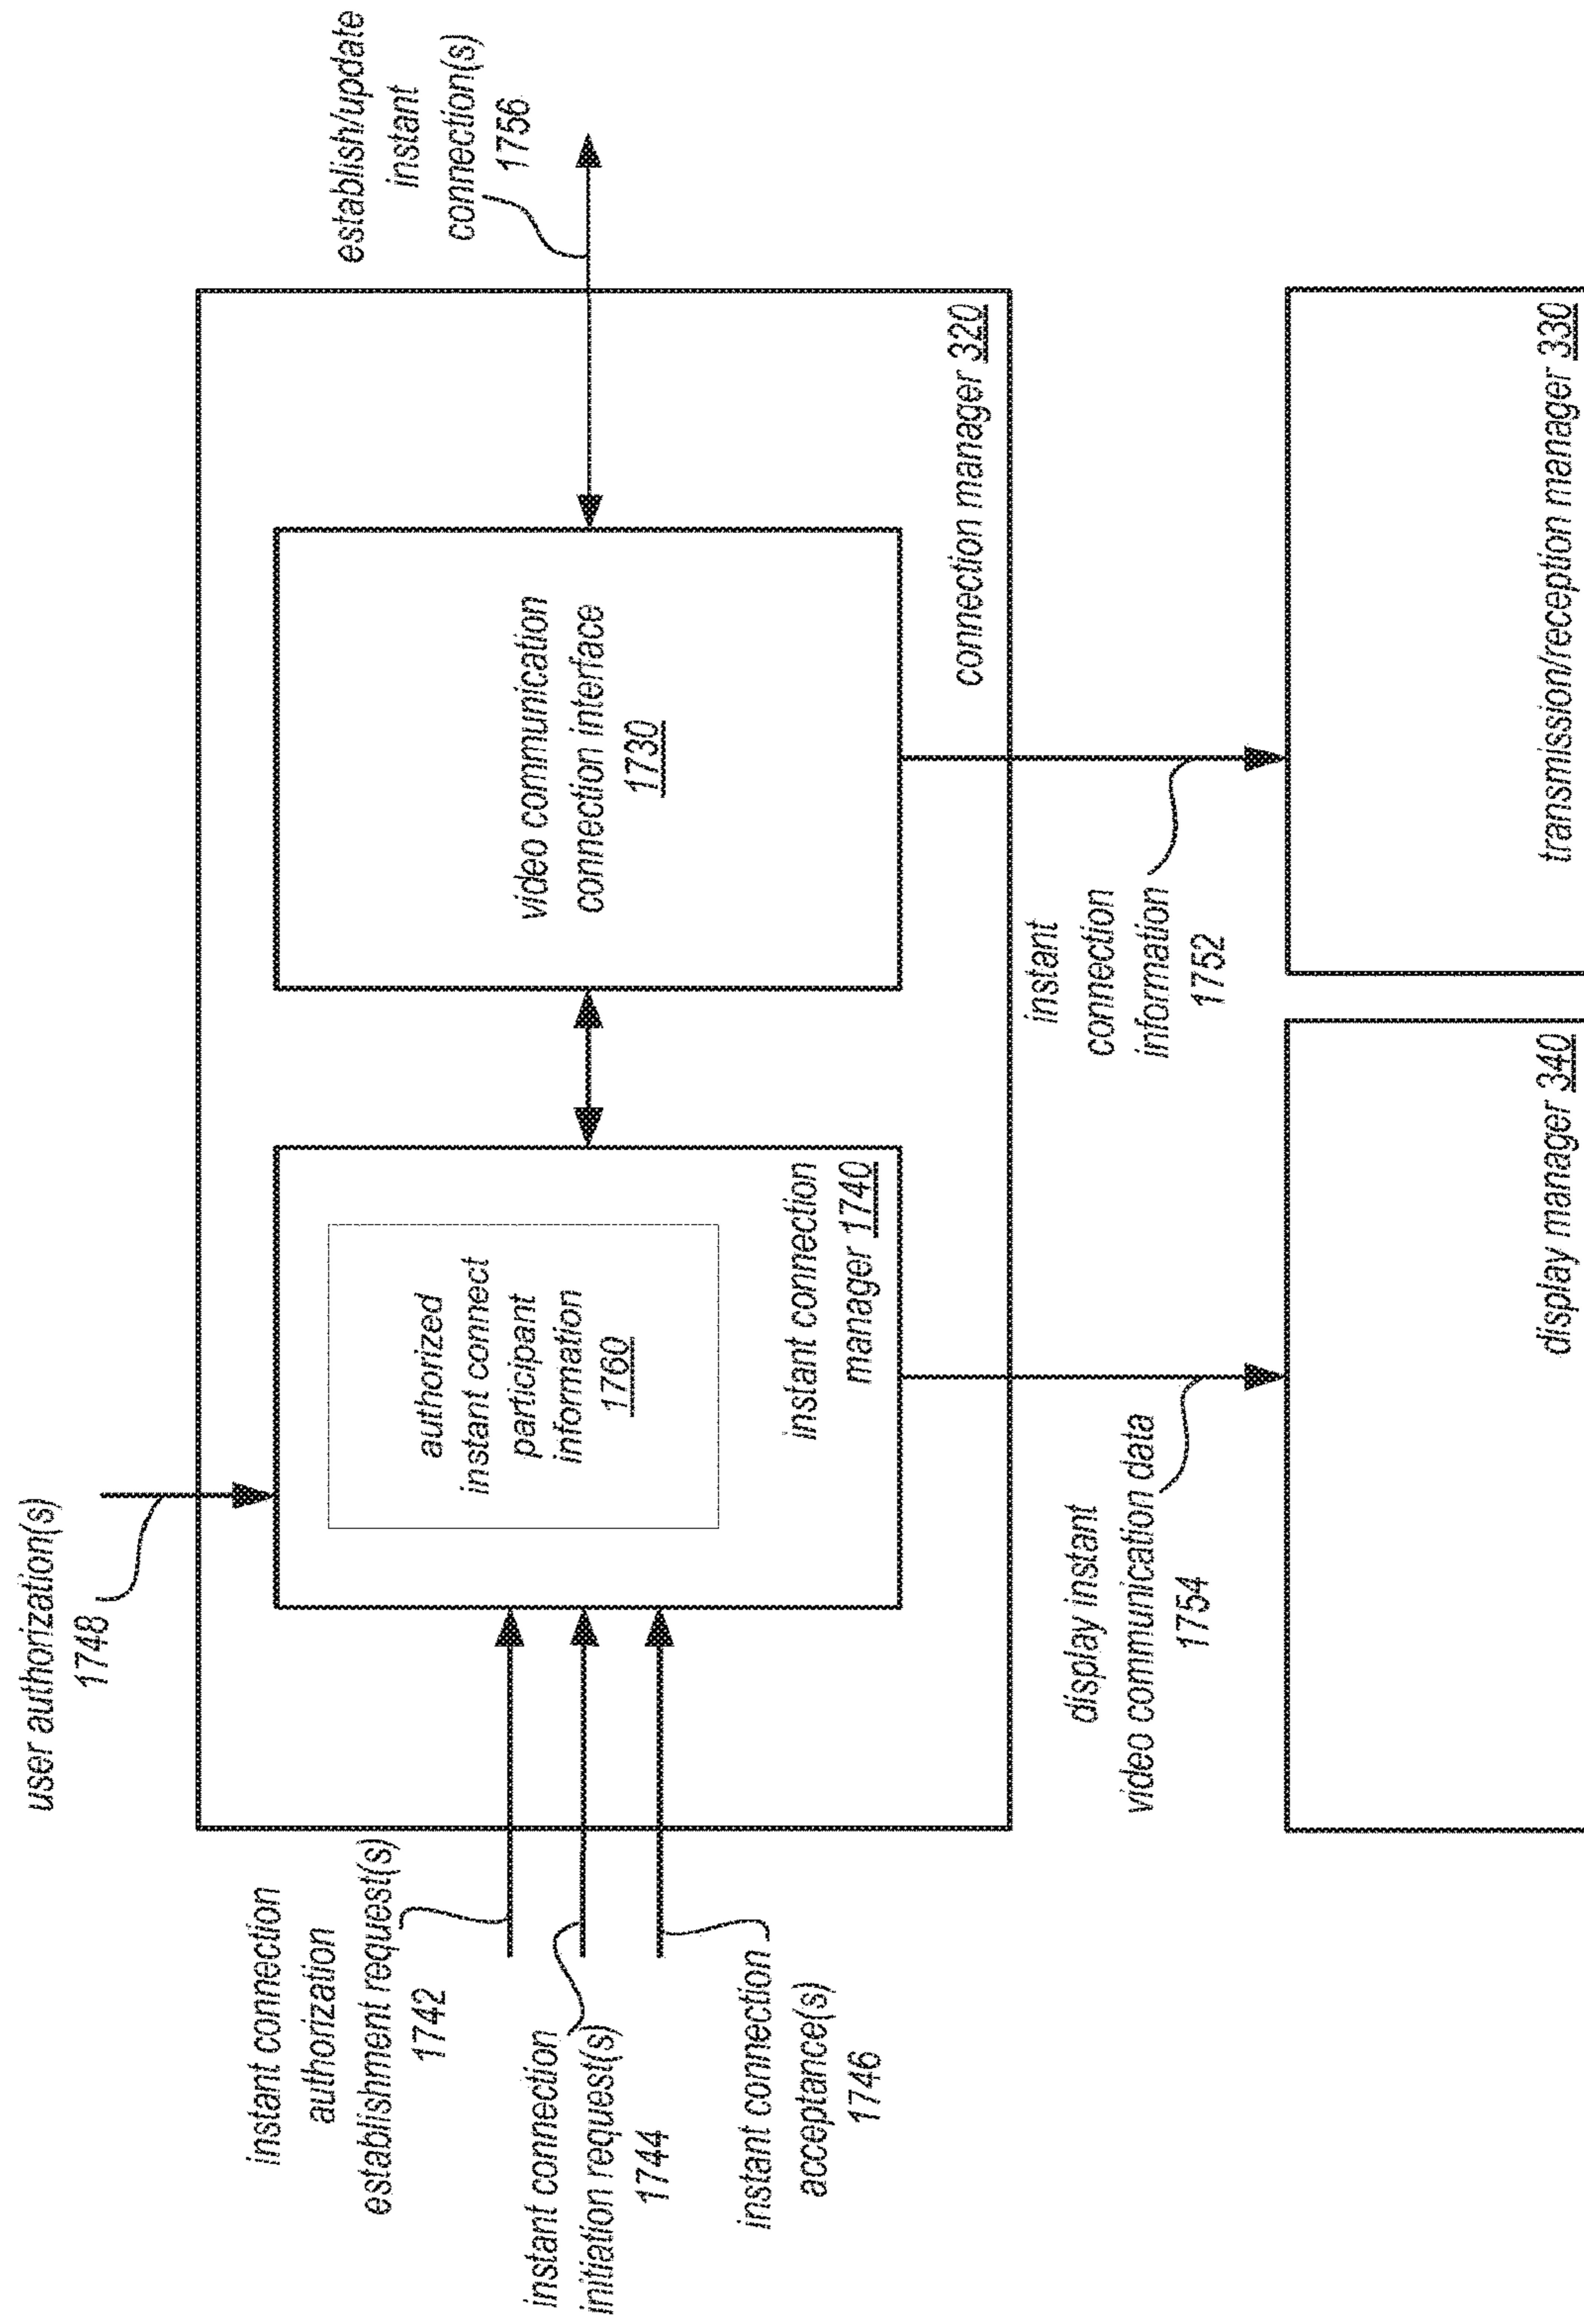 user authorization(s)
1748
instant connection
authorization
establishment request(s)
1742
instant connection
initiation request(s)
1744
instant connection
acceptance(s)
1746
authorized
instant connect
participant
information
1760
instant connection
manager 1740
video communication
connection interface
1730
connection manager 320
establish/update
instant
connection(s)
1756
display instant
video communication data
1754
instant
connection
information
1752
display manager 340
transmission/reception manager 330